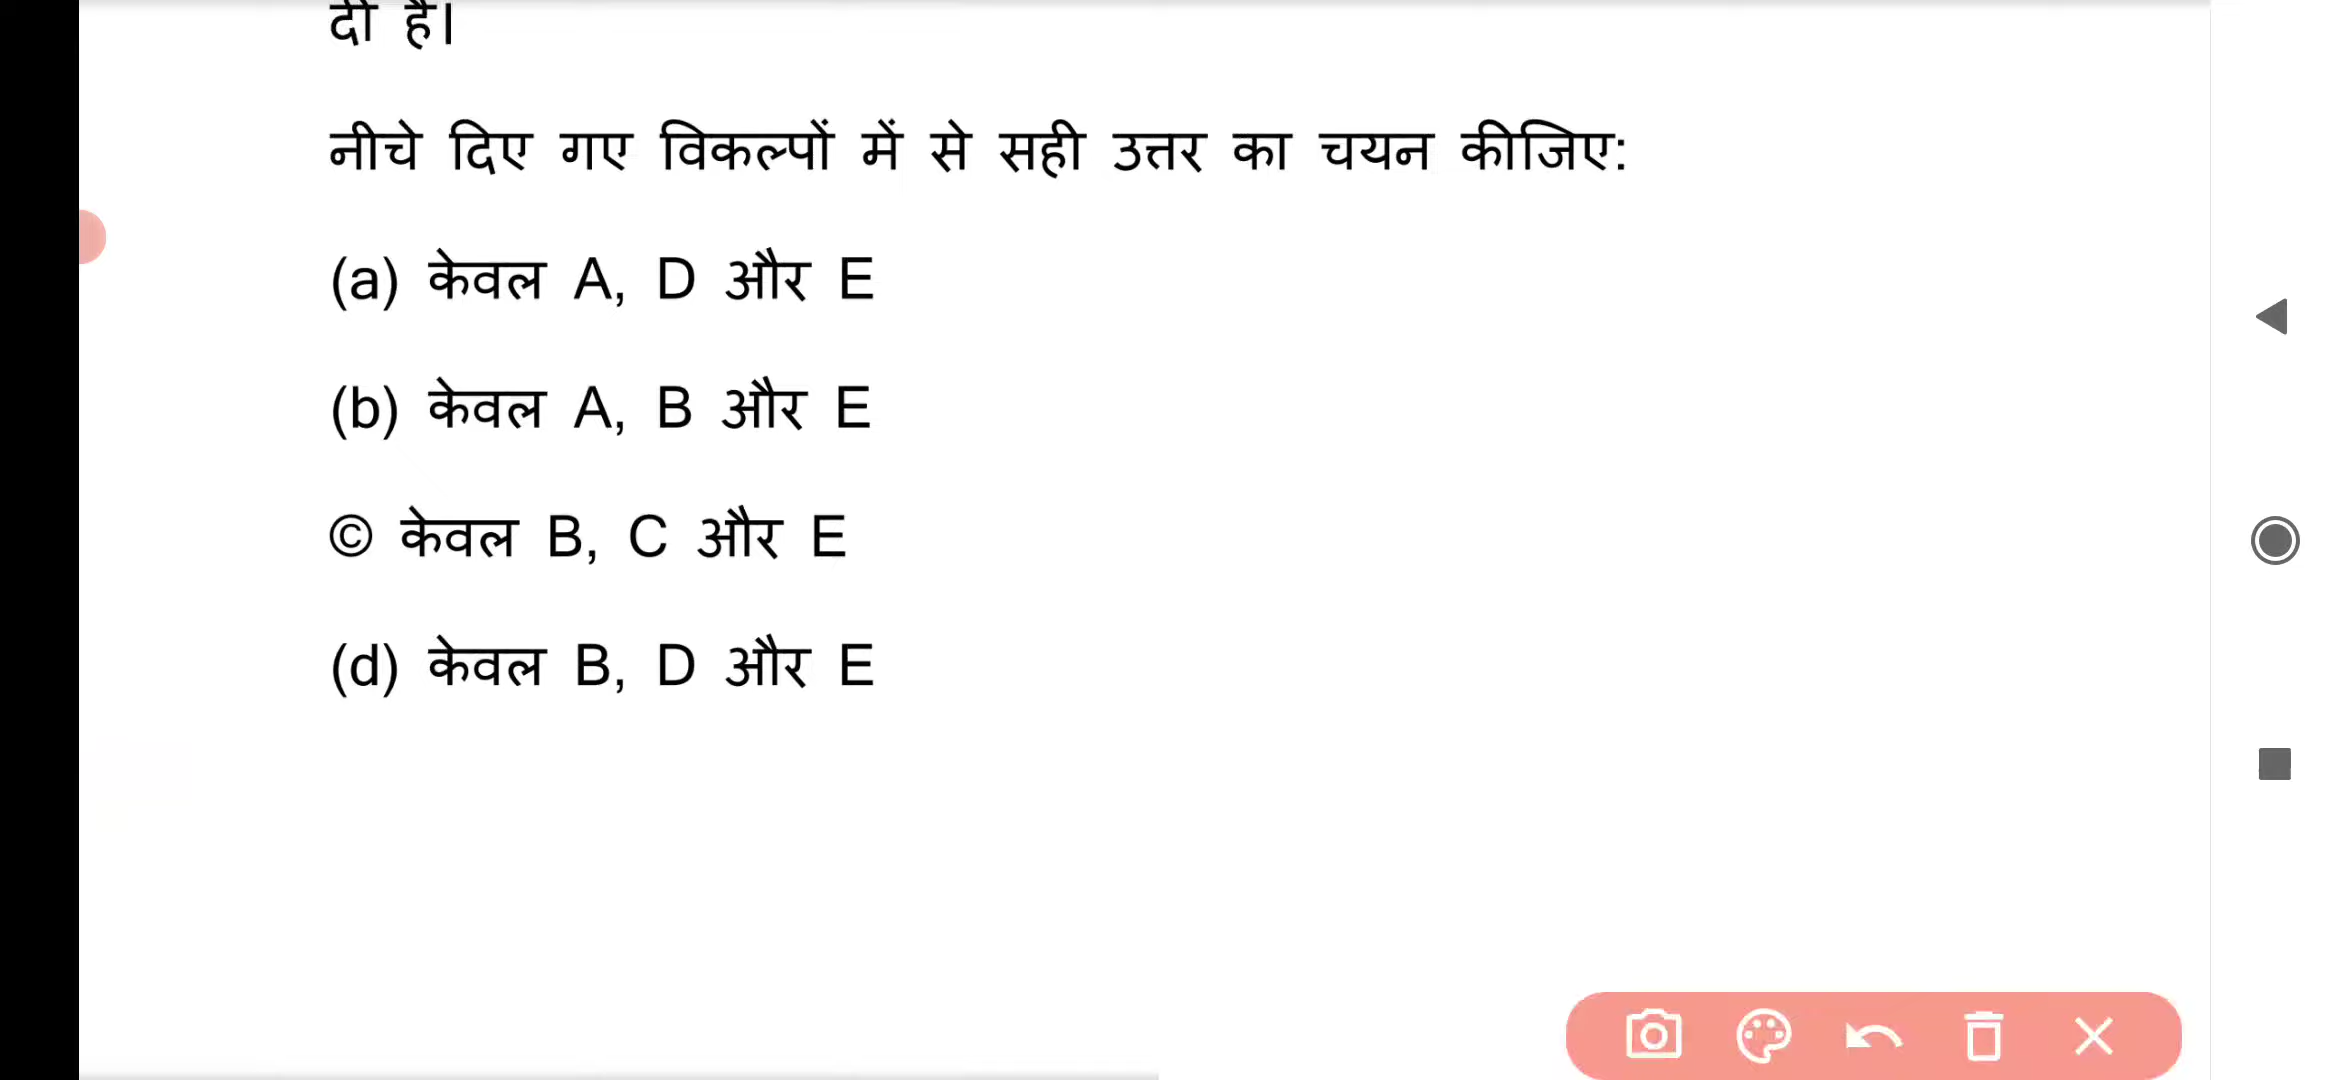 दी है।
नीचे दिए गए विकल्पों में से सही उत्तर का चयन कीजिए:
(a) केवल A, D और E
(b) केवल A, B और E
© केवल B, C और E
(d) केवल B, D और E